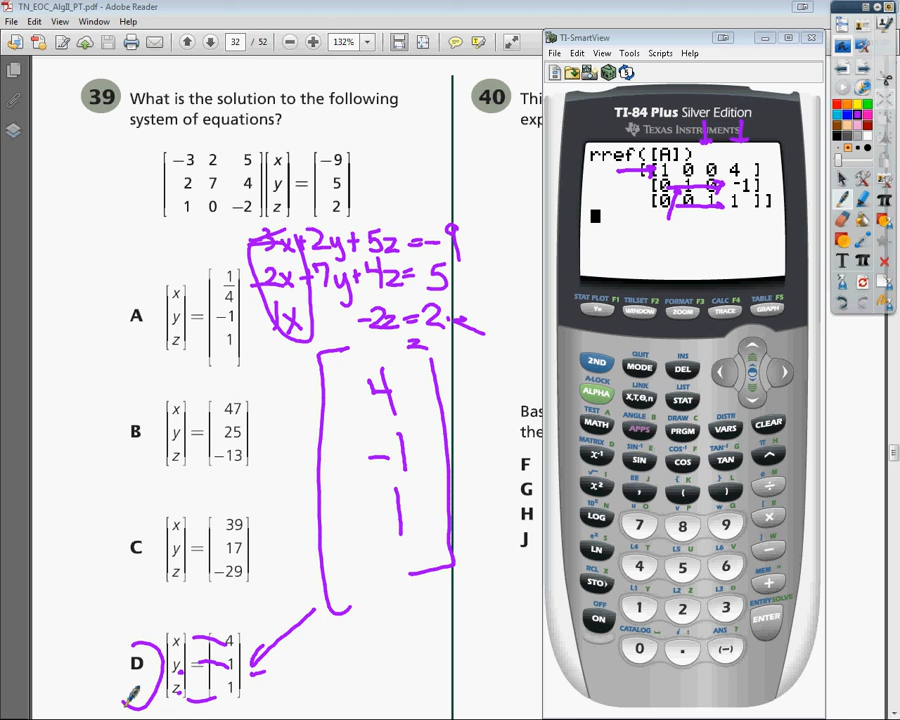 TN_EOC_AlgII_PT.pdf - Adobe Reader
File Edit View Window Help
32 / 52 132%
39 What is the solution to the following
system of equations?
-3 2 5 x -9
2 7 4 y = 5
1 0 -2 z 2
3x+2y+5z=-9
2x+7y+4z=5
1x -2z=2
A
x 1/4
y = -1
z 1
B
x 47
y = 25
z -13
C
x 39
y = 17
z -29
D
x 4
y = 1
z 1
4
-1
1
40 Thi
exp
Bas
the
F
G
H
J
TI-SmartView
File Edit View Tools Scripts Help
TI-84 Plus Silver Edition
TEXAS INSTRUMENTS
rref([A])
[[1 0 0 4 ]
[0 1 0 -1]
[0 0 1 1 ]]
STAT PLOT F1 TBLSET F2 FORMAT F3 CALC F4 TABLE F5
Y= WINDOW ZOOM TRACE GRAPH
QUIT INS
2ND MODE DEL
A-LOCK LINK LIST
ALPHA X,T,Θ,n STAT
TEST A ANGLE B DRAW C DISTR
MATH APPS PRGM VARS CLEAR
MATRIX D SIN⁻¹ E COS⁻¹ F TAN⁻¹ G π H
x⁻¹ SIN COS TAN ^
x² , ( ) ÷
LOG 7 8 9 ×
LN 4 5 6 −
RCL X L1 Y L2 Z L3 θ MEM "
STO▸ 1 2 3 +
OFF CATALOG ANS ? ENTRY SOLVE
ON 0 . (-) ENTER